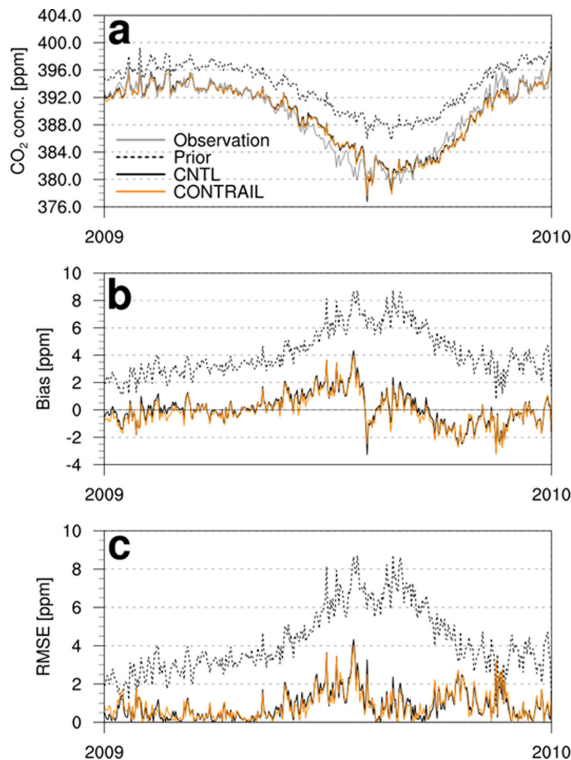 404.0
400.0
396.0
392.0
388.0
384.0
380.0
376.0
CO2 conc. [ppm]
a
Observation
Prior
CNTL
CONTRAIL
2009 2010
10
8
6
4
2
0
-2
-4
Bias [ppm]
b
2009 2010
10
8
6
4
2
0
RMSE [ppm]
c
2009 2010